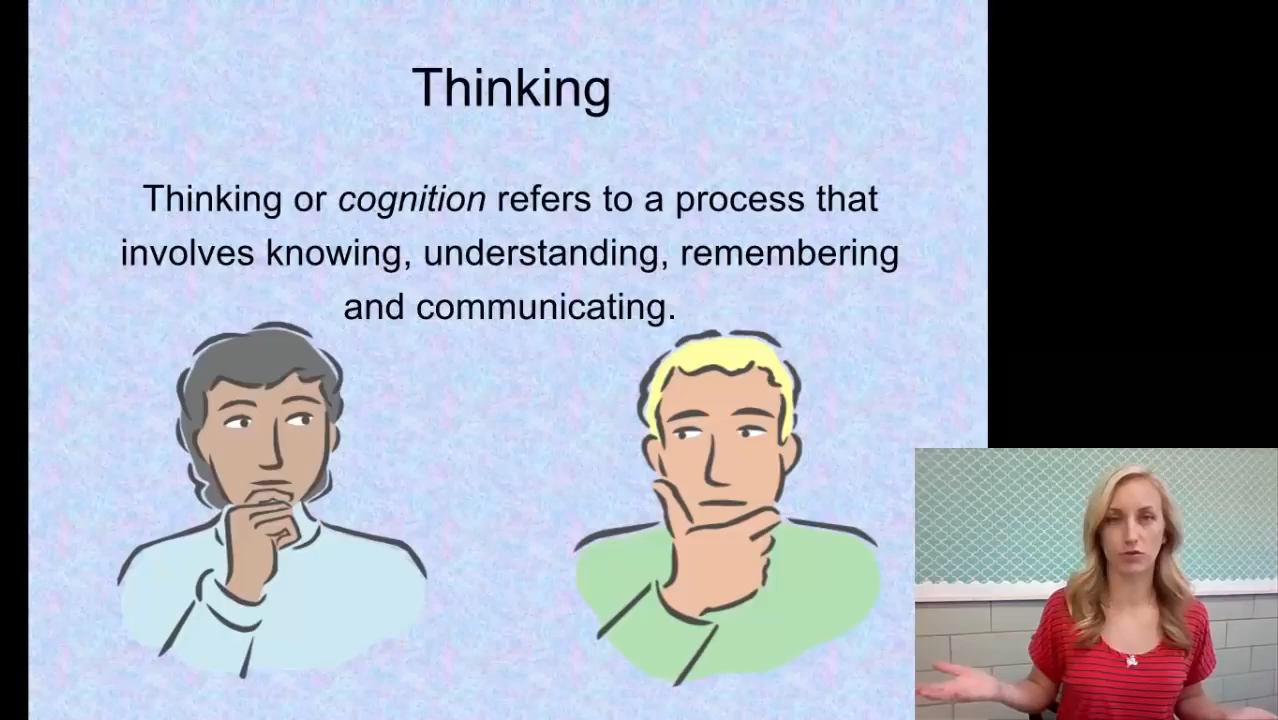 Thinking
Thinking or cognition refers to a process that
involves knowing, understanding, remembering
and communicating.